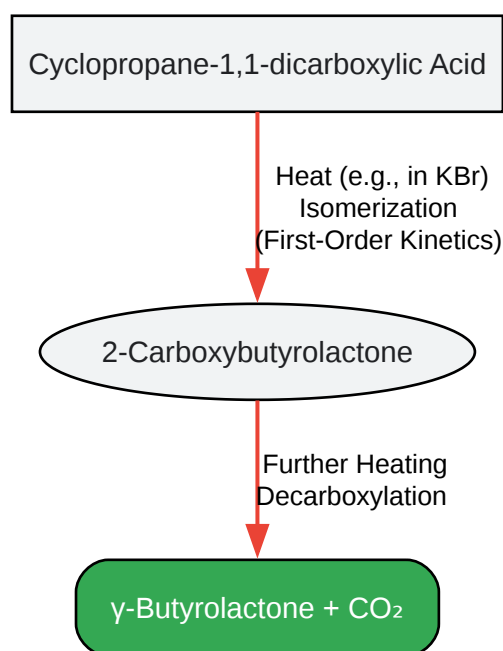 Cyclopropane-1,1-dicarboxylic Acid
Heat (e.g., in KBr)
Isomerization
(First-Order Kinetics)
2-Carboxybutyrolactone
Further Heating
Decarboxylation
γ-Butyrolactone + CO₂